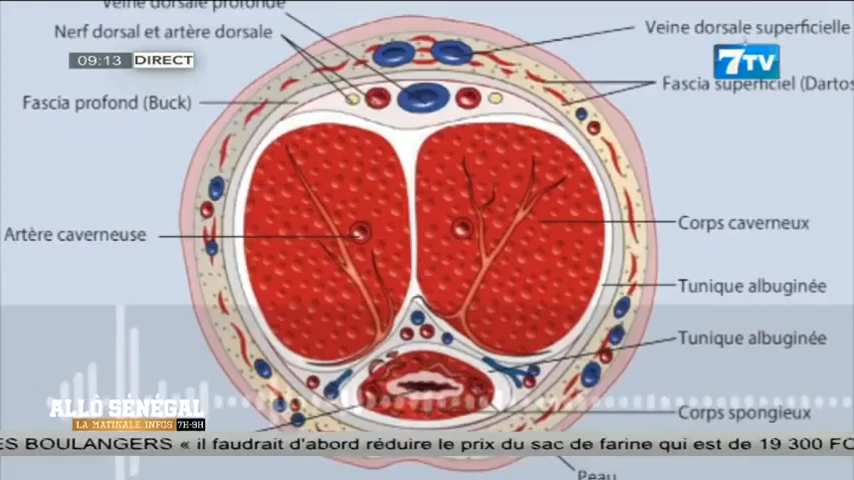 Veine dorsale profonde
Nerf dorsal et artère dorsale
Veine dorsale superficielle
09:13 DIRECT
7TV
Fascia superficiel (Dartos
Fascia profond (Buck)
Corps caverneux
Artère caverneuse
Tunique albuginée
Tunique albuginée
Corps spongieux
ALLÔ SÉNÉGAL
LA MATINALE INFOS 7H-9H
ES BOULANGERS « il faudrait d'abord réduire le prix du sac de farine qui est de 19 300 FC
Peau